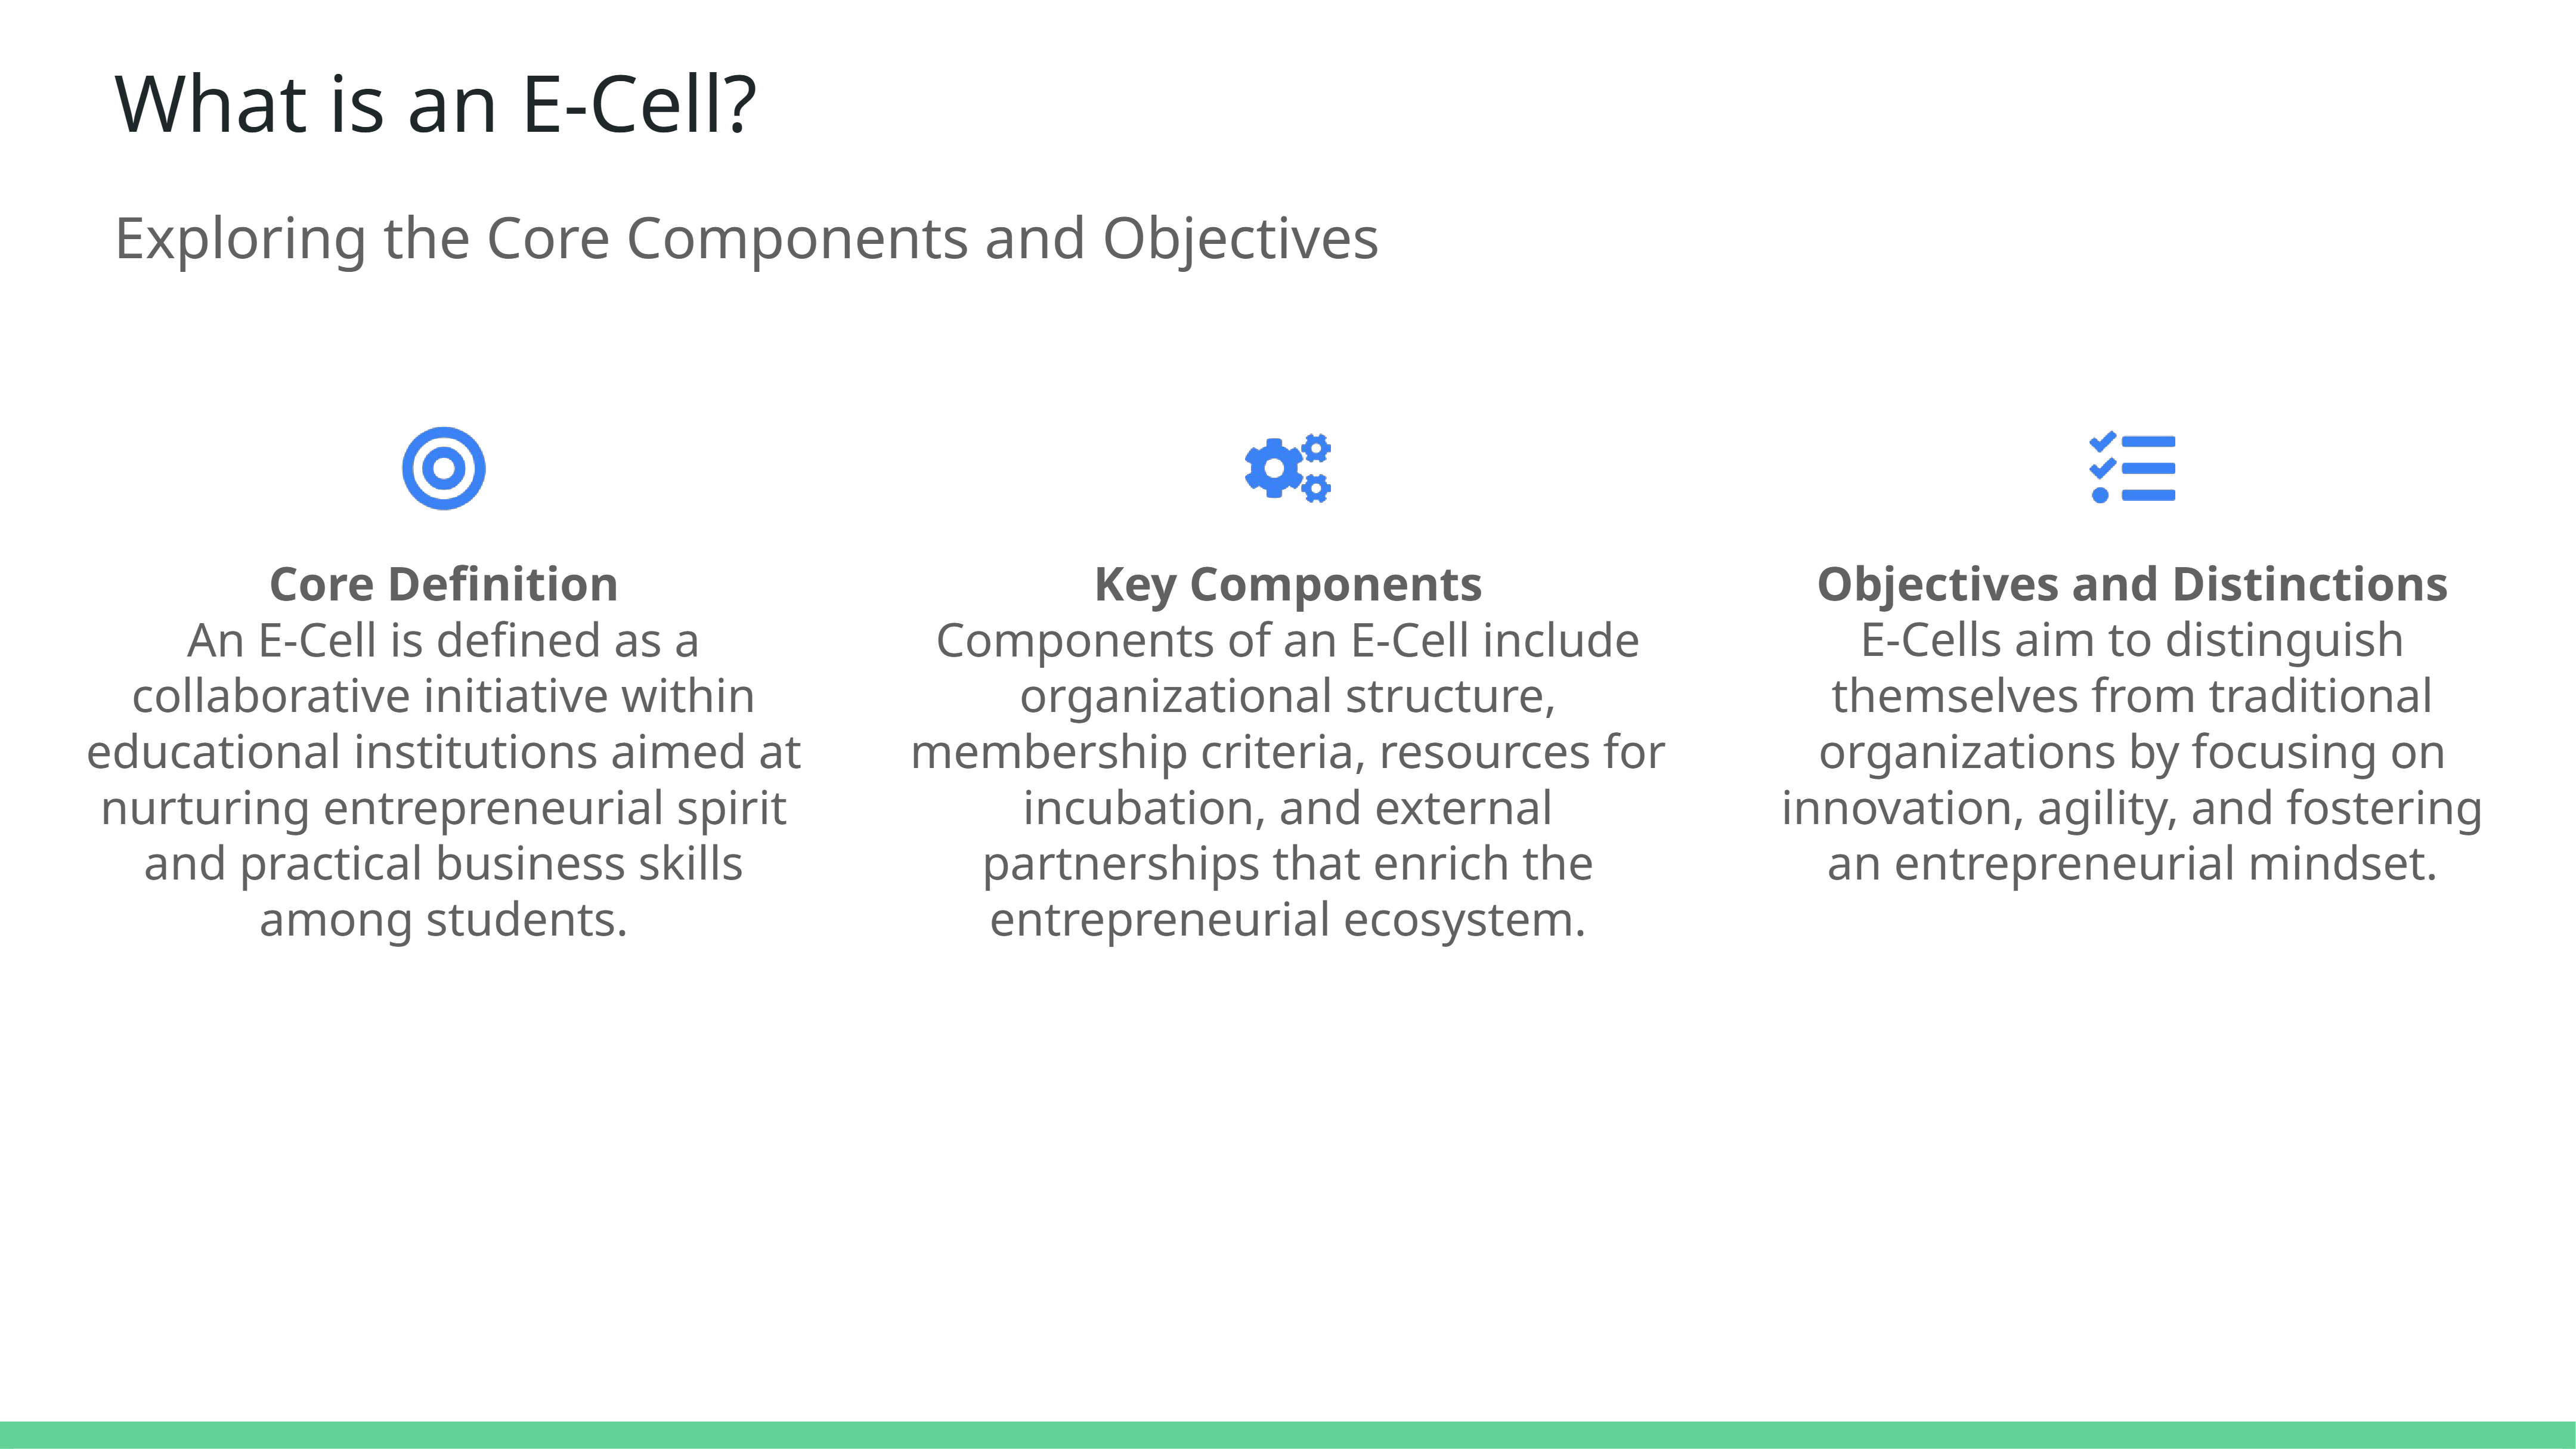 What is an E-Cell?
Exploring the Core Components and Objectives
Core Definition
An E-Cell is defined as a
collaborative initiative within
educational institutions aimed at
nurturing entrepreneurial spirit
and practical business skills
among students.
Key Components
Components of an E-Cell include
organizational structure,
membership criteria, resources for
incubation, and external
partnerships that enrich the
entrepreneurial ecosystem.
Objectives and Distinctions
E-Cells aim to distinguish
themselves from traditional
organizations by focusing on
innovation, agility, and fostering
an entrepreneurial mindset.